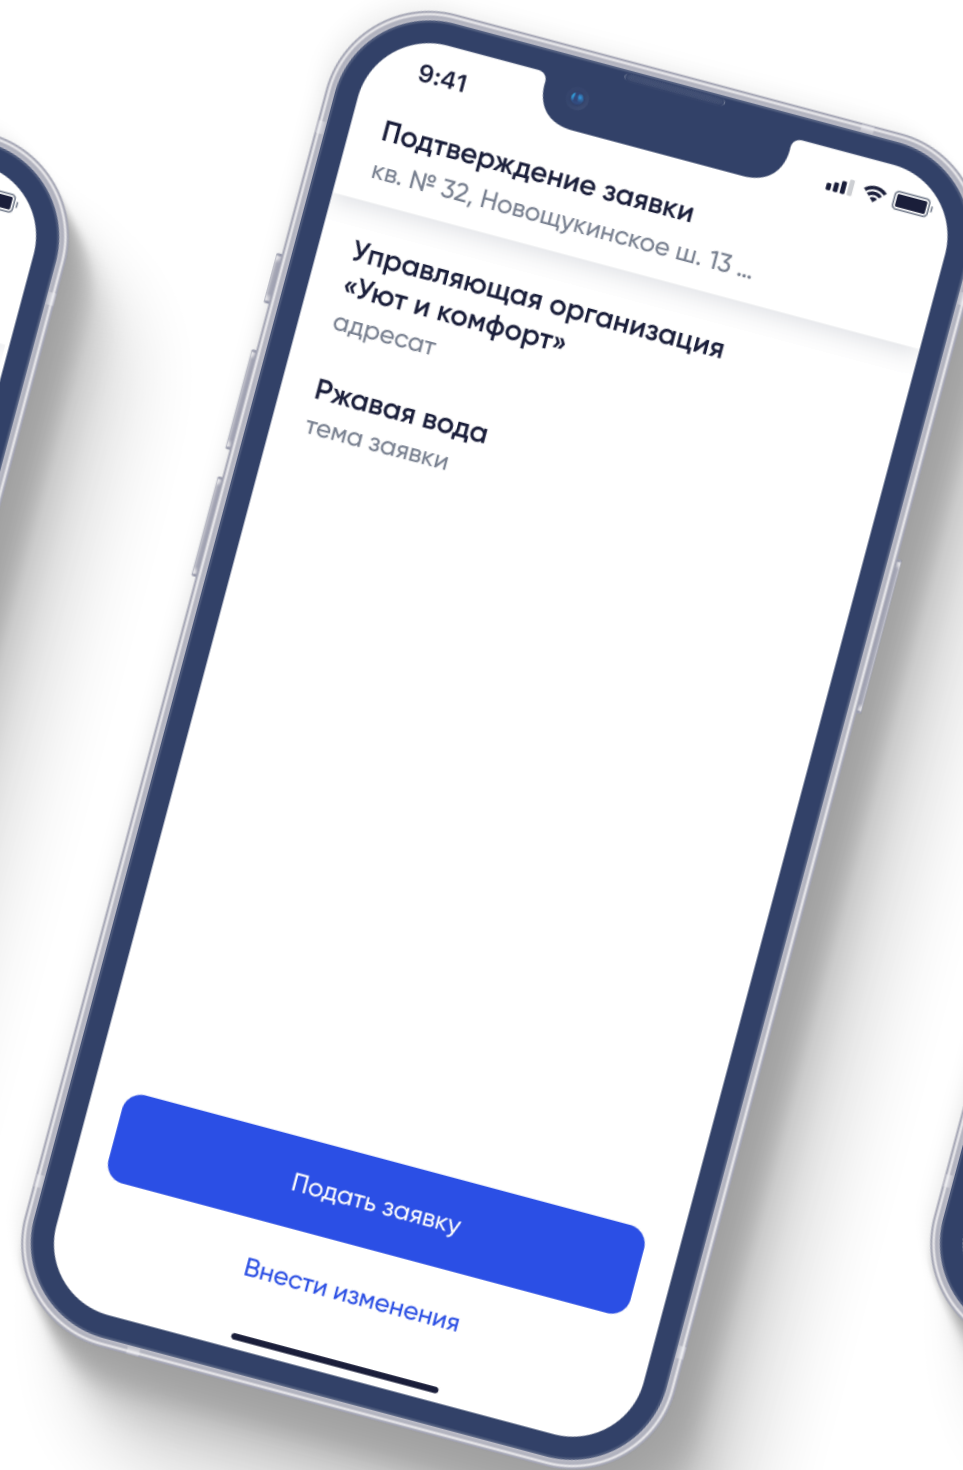 9:41
Подтверждение заявки
кв. № 32, Новощукинское ш. 13 ...
Управляющая организация
«Уют и комфорт»
адресат
Ржавая вода
тема заявки
Подать заявку
Внести изменения